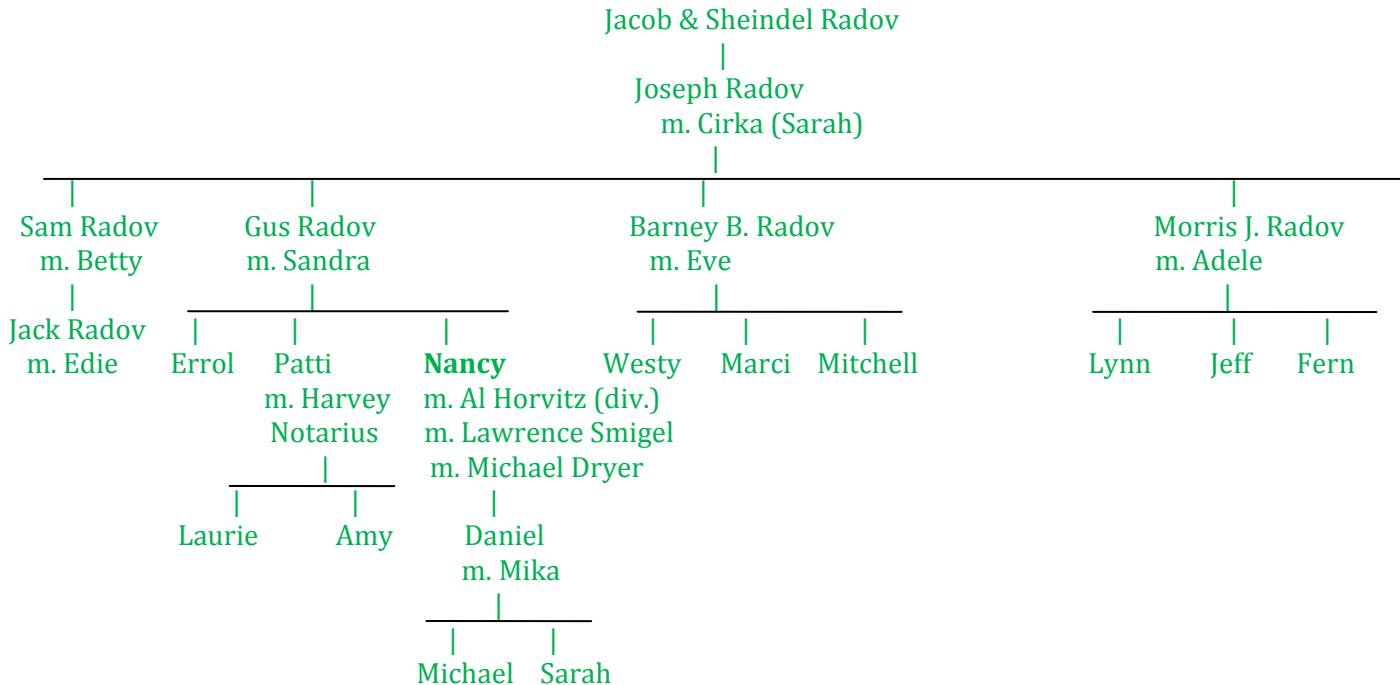 Jacob & Sheindel Radov
Joseph Radov
m. Cirka (Sarah)
Sam Radov
m. Betty
Gus Radov
m. Sandra
Barney B. Radov
m. Eve
Morris J. Radov
m. Adele
Jack Radov
m. Edie
Errol
Patti
m. Harvey
Notarius
Nancy
m. Al Horvitz (div.)
m. Lawrence Smigel
m. Michael Dryer
Westy
Marci
Mitchell
Lynn
Jeff
Fern
Laurie
Amy
Daniel
m. Mika
Michael
Sarah